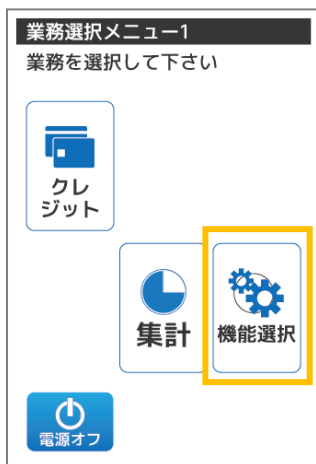 業務選択メニュー1
業務を選択して下さい
クレ
ジット
集計
機能選択
電源オフ